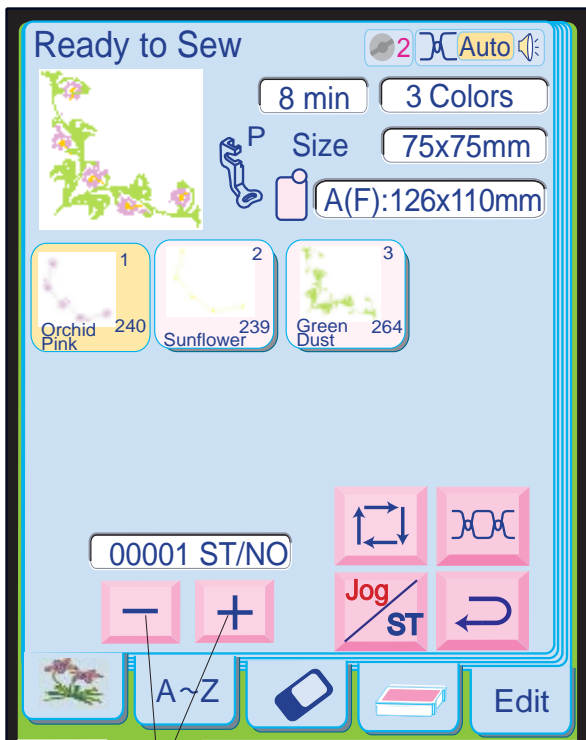 Ready to Sew
2 Auto
8 min 3 Colors
P Size 75x75mm
A(F):126x110mm
1 2 3
Orchid Pink 240 Sunflower 239 Green Dust 264
00001 ST/NO
− +
Jog/ST
A~Z Edit